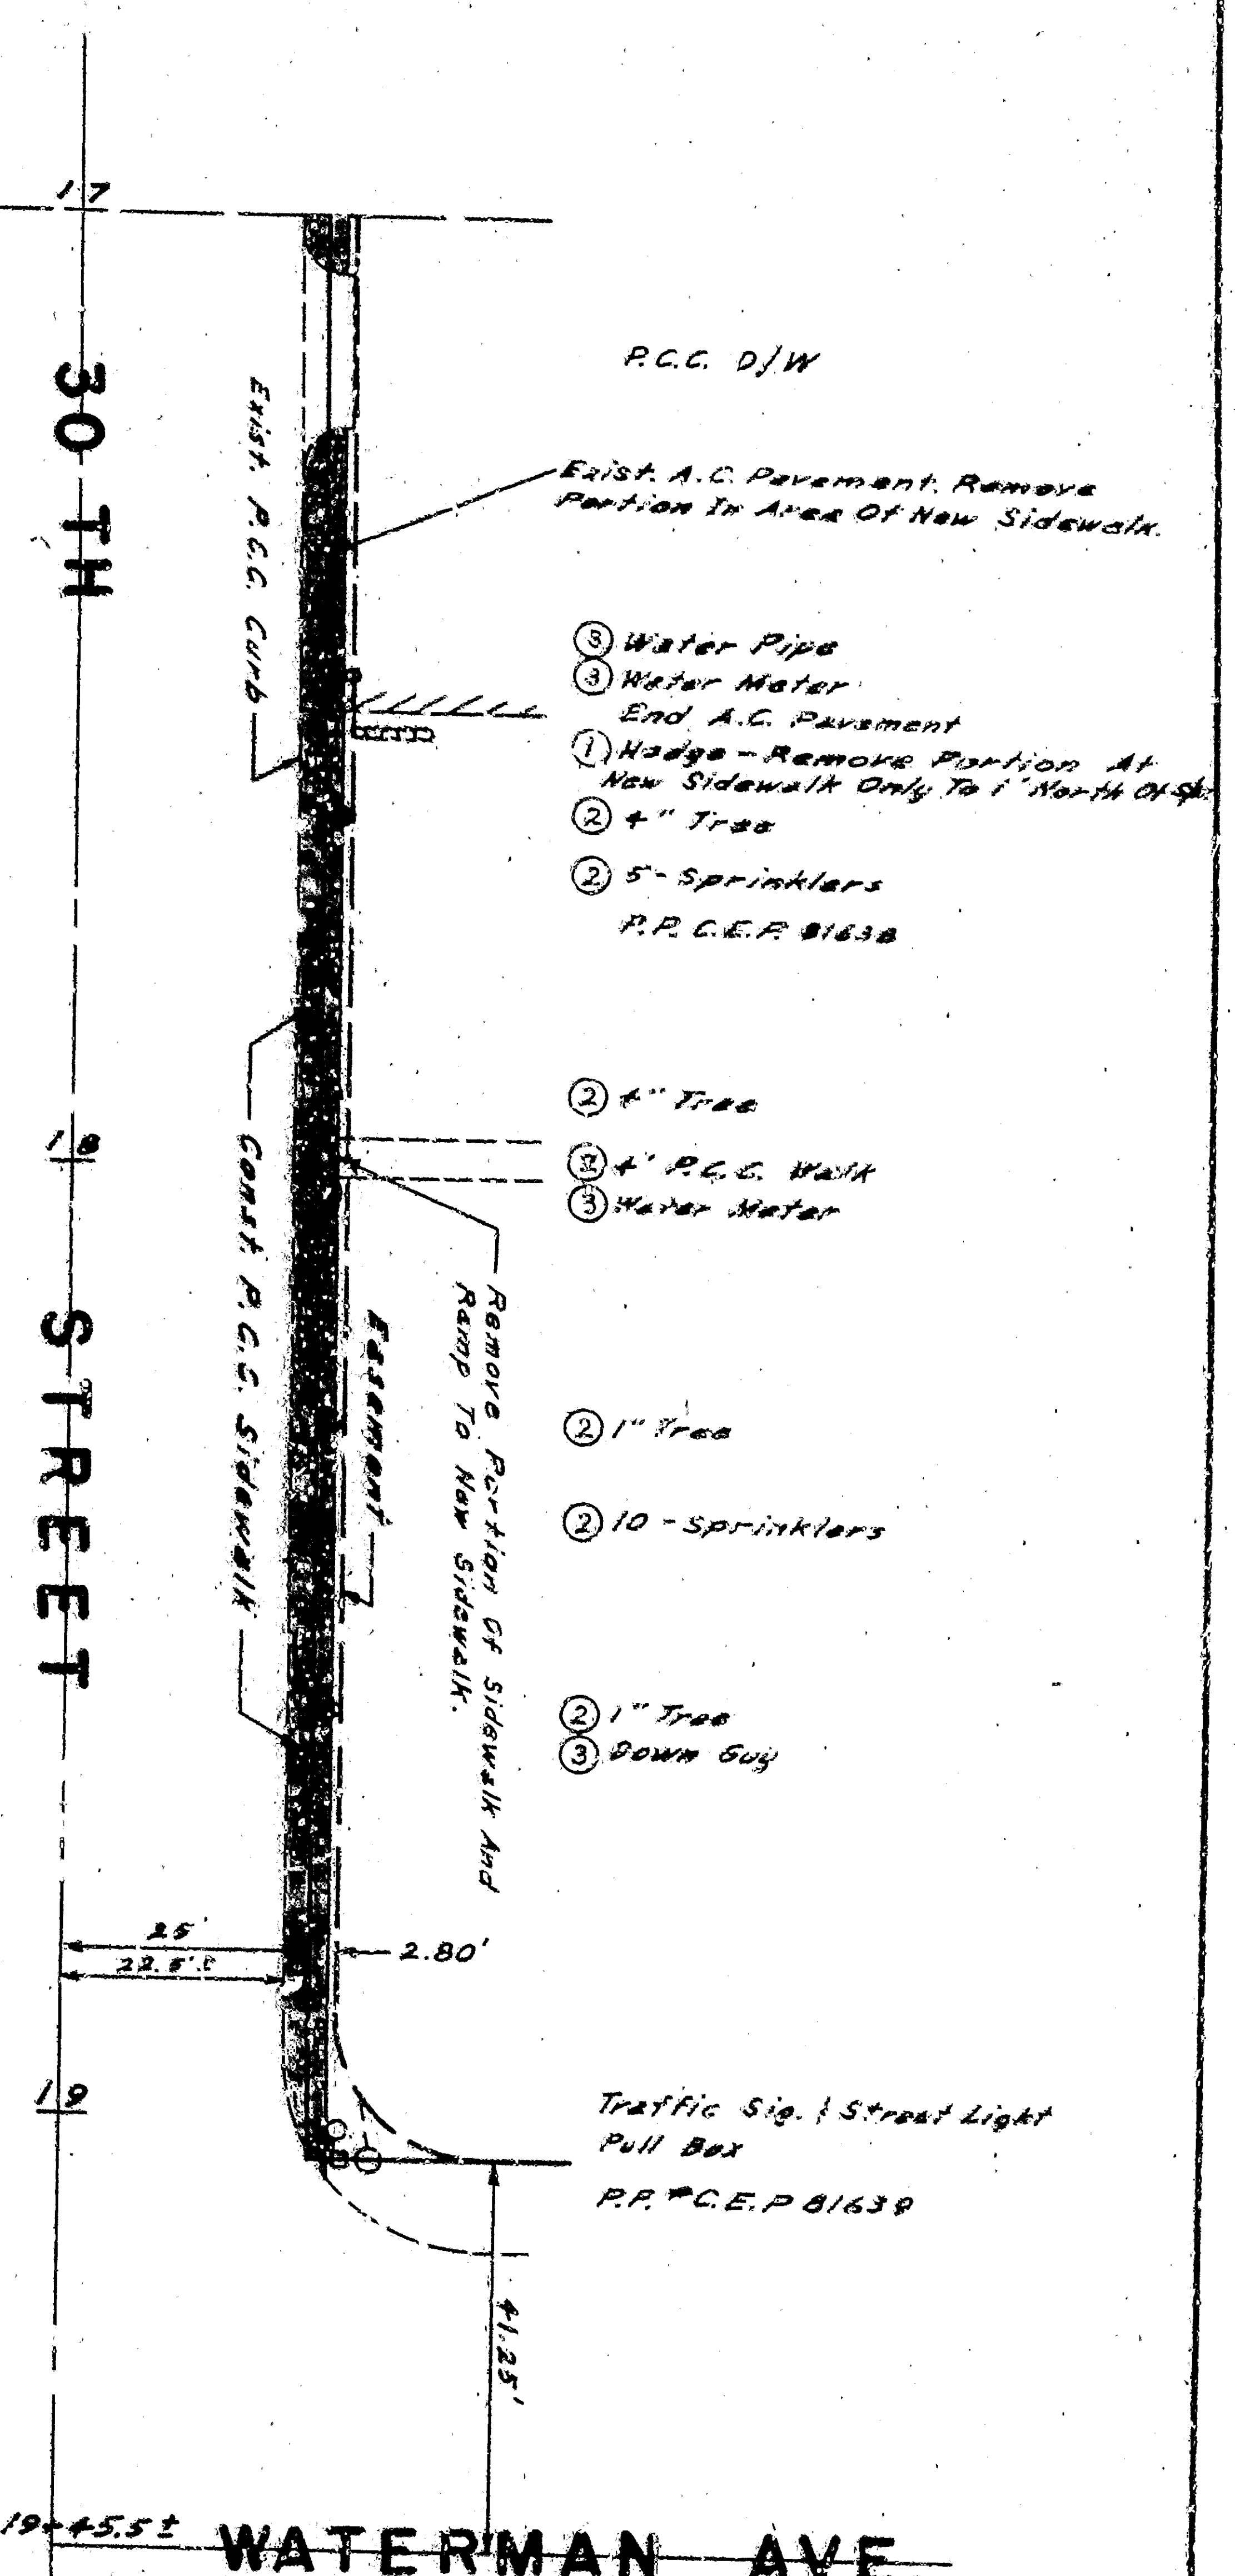 17
30 TH
STREET
Exist. P.C.C. Curb
P.C.C. D/W
Exist. A.C. Pavement. Remove
Portion In Area Of New Sidewalk.
③ Water Pipe
③ Water Meter
End A.C. Pavement
① Hedge - Remove Portion At
New Sidewalk Only To 1' North Of
② 4" Tree
② 5 - Sprinklers
P.P. C.E.P. 81638
② 4" Tree
18
4' P.C.C. Walk
③ Water Meter
Const. P.C.C. Sidewalk
Easement
Remove Portion Of Sidewalk And
Ramp To New Sidewalk.
② 1" Tree
② 10 - Sprinklers
② 1" Tree
③ Down Guy
25'
22.5'±
2.80'
19
Traffic Sig. & Street Light
Pull Box
P.P. #C.E.P 81639
41.25'
19+45.5±
WATERMAN AVE